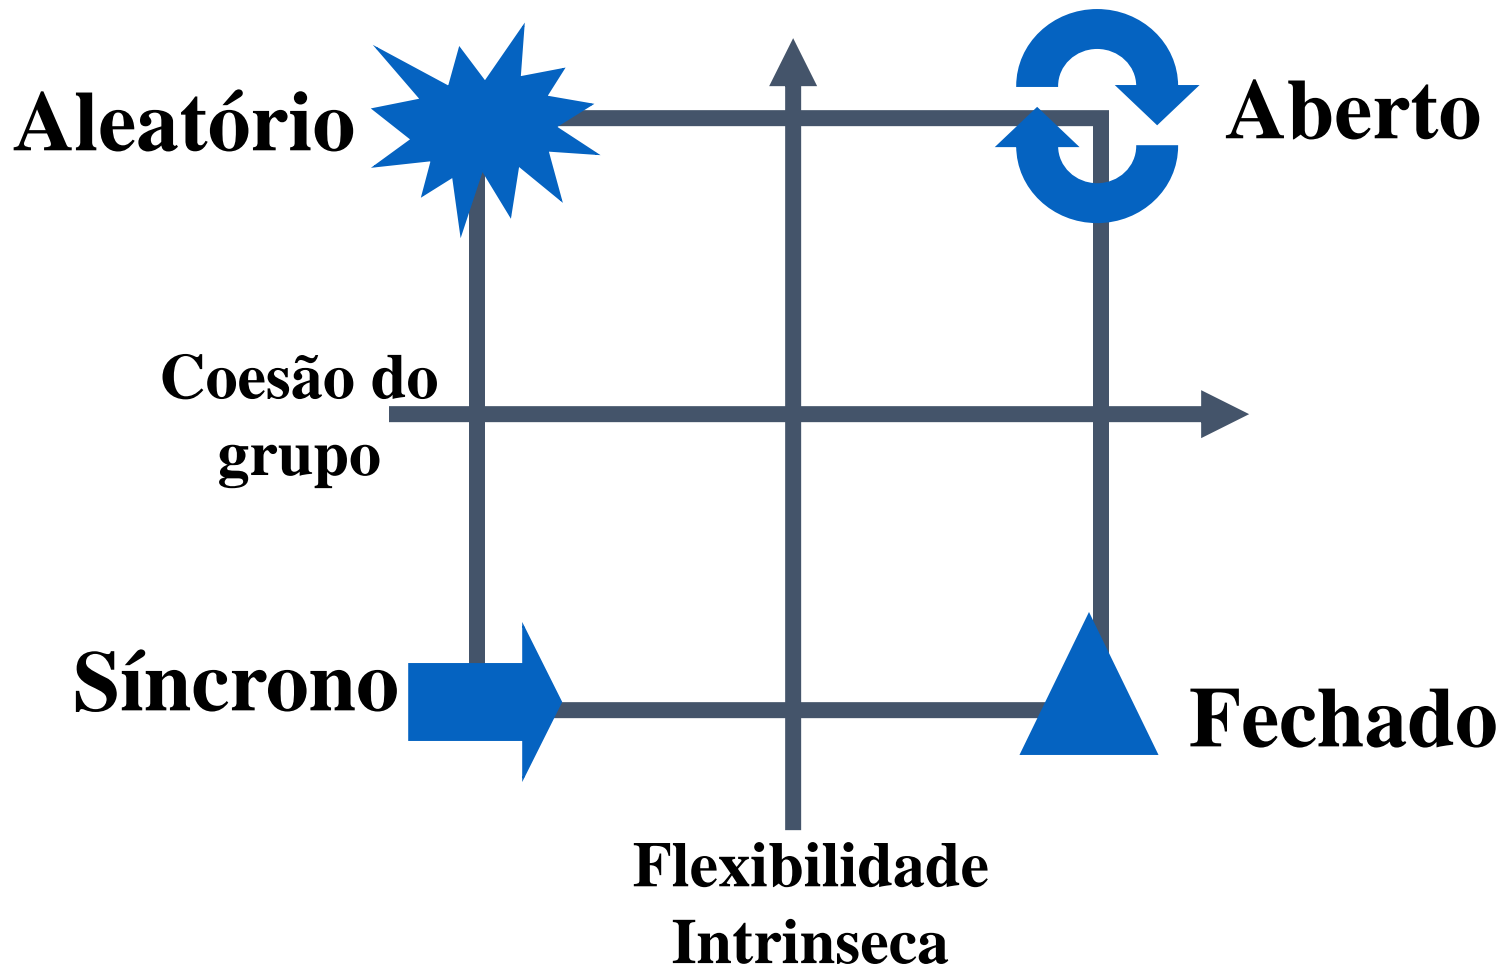 Aleatório
Aberto
Coesão do
grupo
Síncrono
Fechado
Flexibilidade
Intrinseca